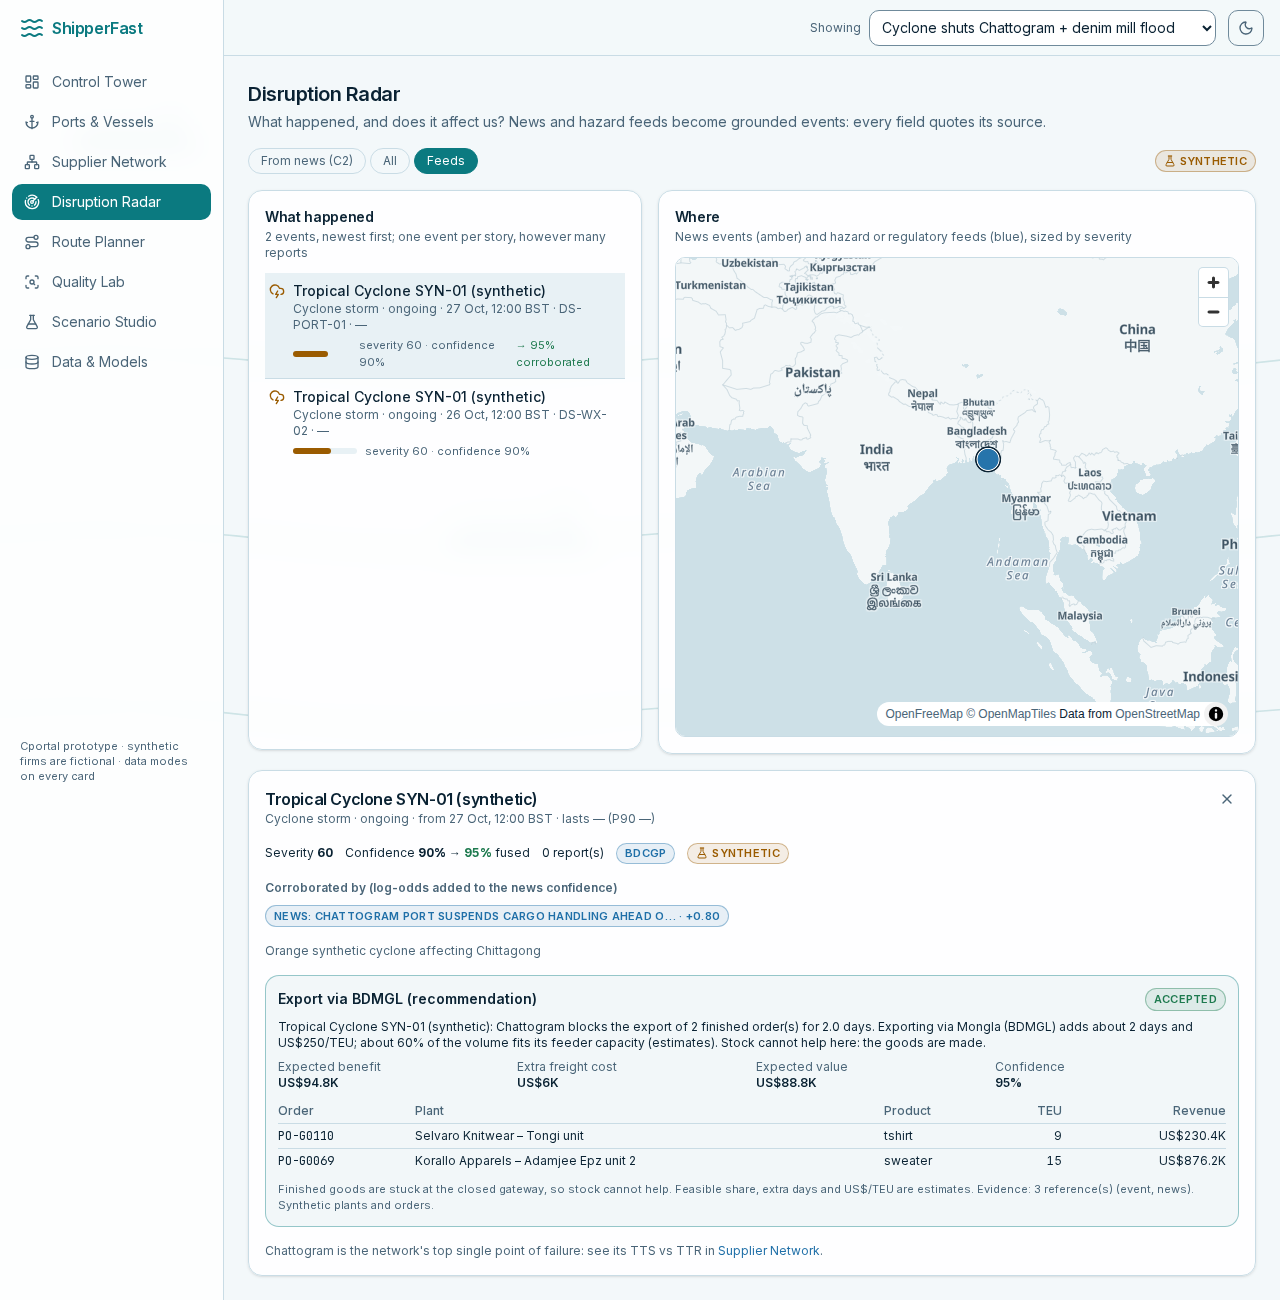 ShipperFast
Showing
Cyclone shuts Chattogram + denim mill flood
Control Tower
Ports & Vessels
Supplier Network
Disruption Radar
Route Planner
Quality Lab
Scenario Studio
Data & Models
Cportal prototype · synthetic
firms are fictional · data modes
on every card
Disruption Radar
What happened, and does it affect us? News and hazard feeds become grounded events: every field quotes its source.
From news (C2)
All
Feeds
SYNTHETIC
What happened
2 events, newest first; one event per story, however many
reports
Tropical Cyclone SYN-01 (synthetic)
Cyclone storm · ongoing · 27 Oct, 12:00 BST · DS-
PORT-01 · —
severity 60 · confidence
90%
→ 95%
corroborated
Tropical Cyclone SYN-01 (synthetic)
Cyclone storm · ongoing · 26 Oct, 12:00 BST · DS-WX-
02 · —
severity 60 · confidence 90%
Where
News events (amber) and hazard or regulatory feeds (blue), sized by severity
Uzbekistan
Кыргызстан
Turkmenistan
Tajikistan
Тоҷикистон
China
中国
Pakistan
پاکستان
Nepal
नेपाल
Bhutan
Bangladesh
বাংলাদেশ
India
भारत
Arabian
Sea
Laos
ປະເທດລາວ
Myanmar
မြန်မာ
Vietnam
Cambodia
កម្ពុជា
Andaman
Sea
Sri Lanka
ශ්‍රී ලංකාව
இலங்கை
Malaysia
Brunei
بروني دارالسلام
Indonesi
Java
OpenFreeMap © OpenMapTiles Data from OpenStreetMap
Tropical Cyclone SYN-01 (synthetic)
Cyclone storm · ongoing · from 27 Oct, 12:00 BST · lasts — (P90 —)
Severity 60 Confidence 90% → 95% fused 0 report(s) BDCGP SYNTHETIC
Corroborated by (log-odds added to the news confidence)
NEWS: CHATTOGRAM PORT SUSPENDS CARGO HANDLING AHEAD O... · +0.80
Orange synthetic cyclone affecting Chittagong
Export via BDMGL (recommendation)
ACCEPTED
Tropical Cyclone SYN-01 (synthetic): Chattogram blocks the export of 2 finished order(s) for 2.0 days. Exporting via Mongla (BDMGL) adds about 2 days and
US$250/TEU; about 60% of the volume fits its feeder capacity (estimates). Stock cannot help here: the goods are made.
Expected benefit Extra freight cost Expected value Confidence
US$94.8K US$6K US$88.8K 95%
Order Plant Product TEU Revenue
PO-G0110 Selvaro Knitwear – Tongi unit tshirt 9 US$230.4K
PO-G0069 Korallo Apparels – Adamjee Epz unit 2 sweater 15 US$876.2K
Finished goods are stuck at the closed gateway, so stock cannot help. Feasible share, extra days and US$/TEU are estimates. Evidence: 3 reference(s) (event, news).
Synthetic plants and orders.
Chattogram is the network's top single point of failure: see its TTS vs TTR in Supplier Network.